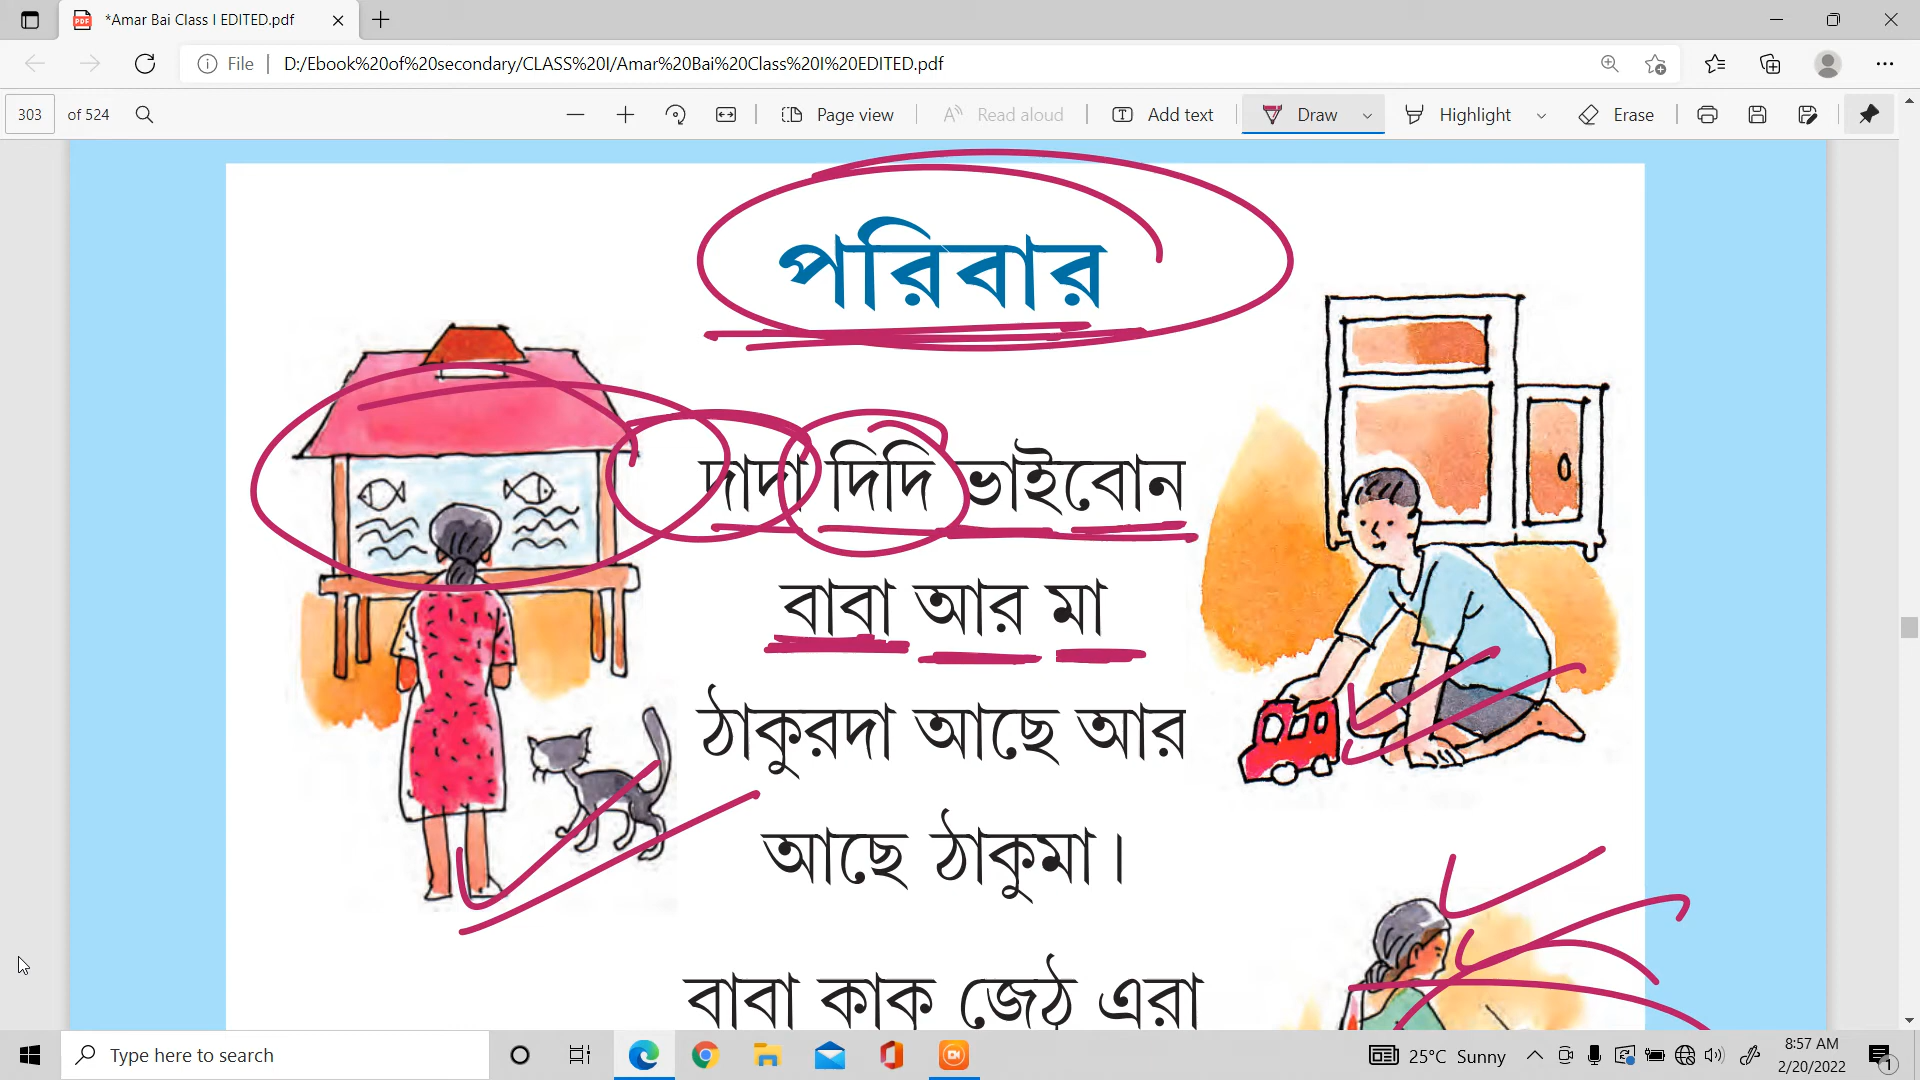 *Amar Bai Class I EDITED.pdf
File D:/Ebook%20of%20secondary/CLASS%20I/Amar%20Bai%20Class%20I%20EDITED.pdf
303 of 524 Page view Read aloud Add text Draw Highlight Erase
পরিবার
দাদা দিদি ভাইবোন
বাবা আর মা
ঠাকুরদা আছে আর
আছে ঠাকুমা।
বাবা কাকু জেঠু এরা
Type here to search
25°C Sunny
8:57 AM
2/20/2022
1